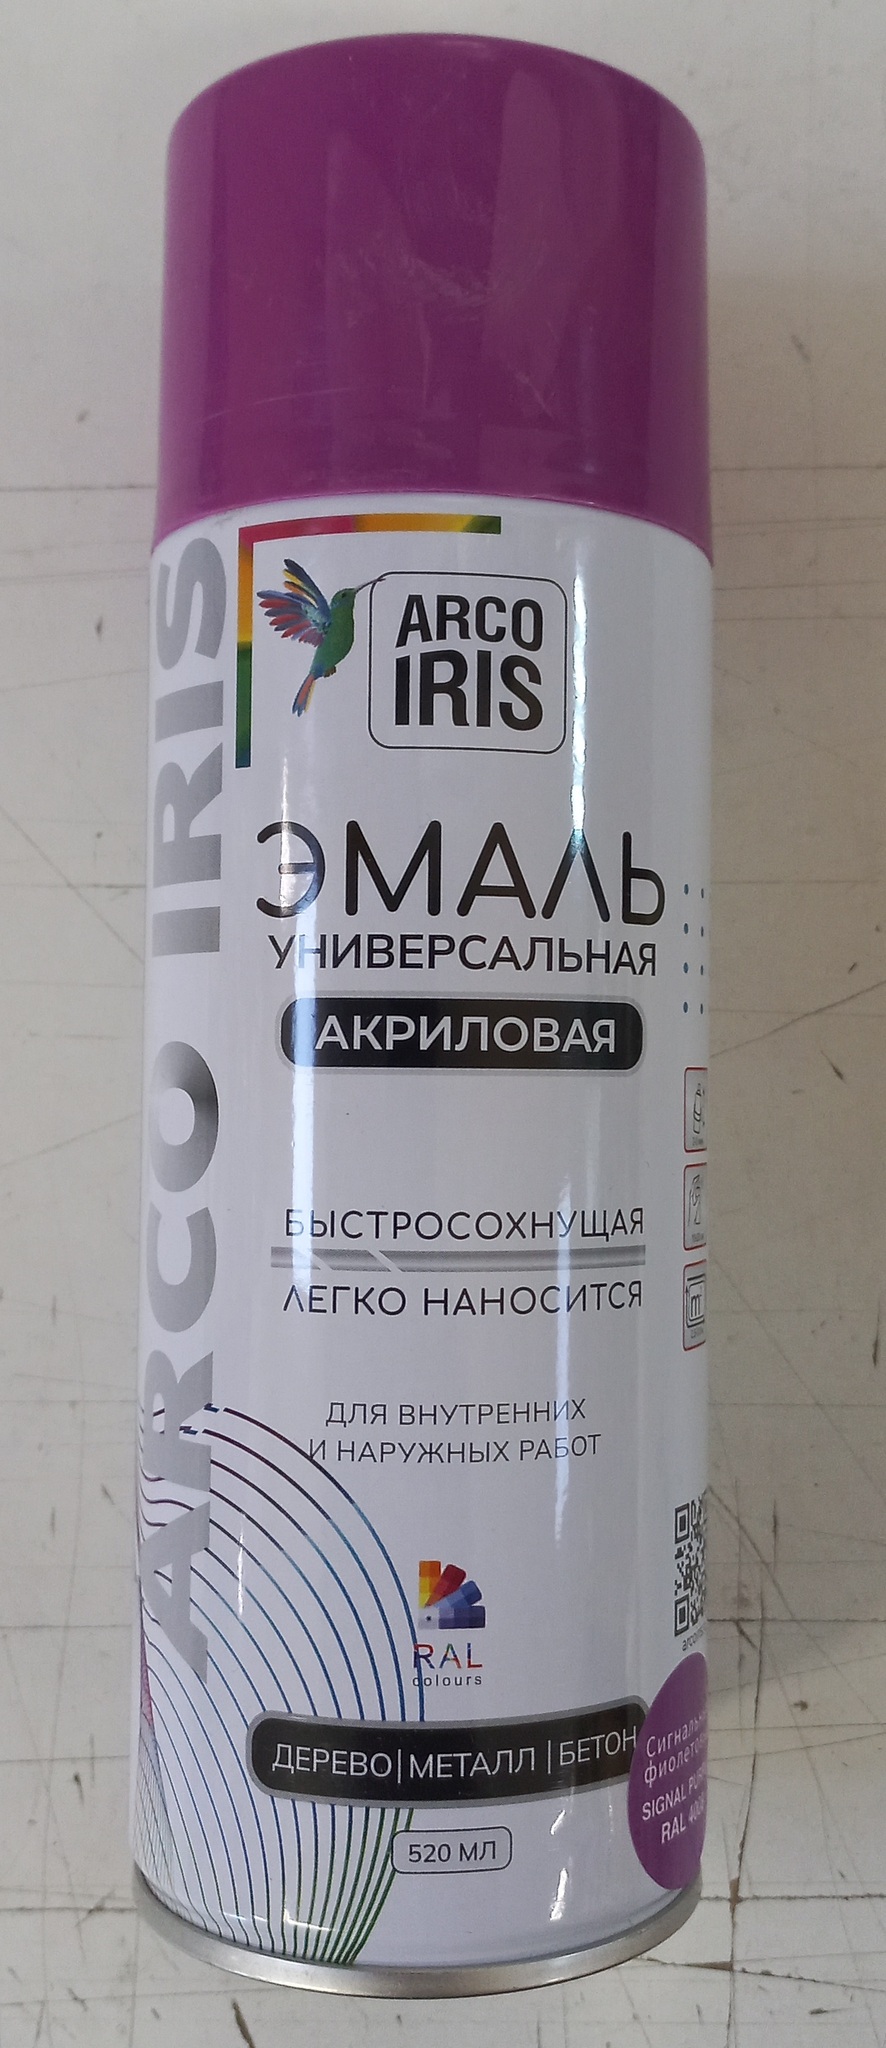 ARCO IRIS
ARCO
IRIS
ЭМАЛЬ
УНИВЕРСАЛЬНАЯ
АКРИЛОВАЯ
БЫСТРОСОХНУЩАЯ
ЛЕГКО НАНОСИТСЯ
ДЛЯ ВНУТРЕННИХ
И НАРУЖНЫХ РАБОТ
RAL
colours
ДЕРЕВО|МЕТАЛЛ|БЕТОН
520 МЛ
SIGNAL
RAL